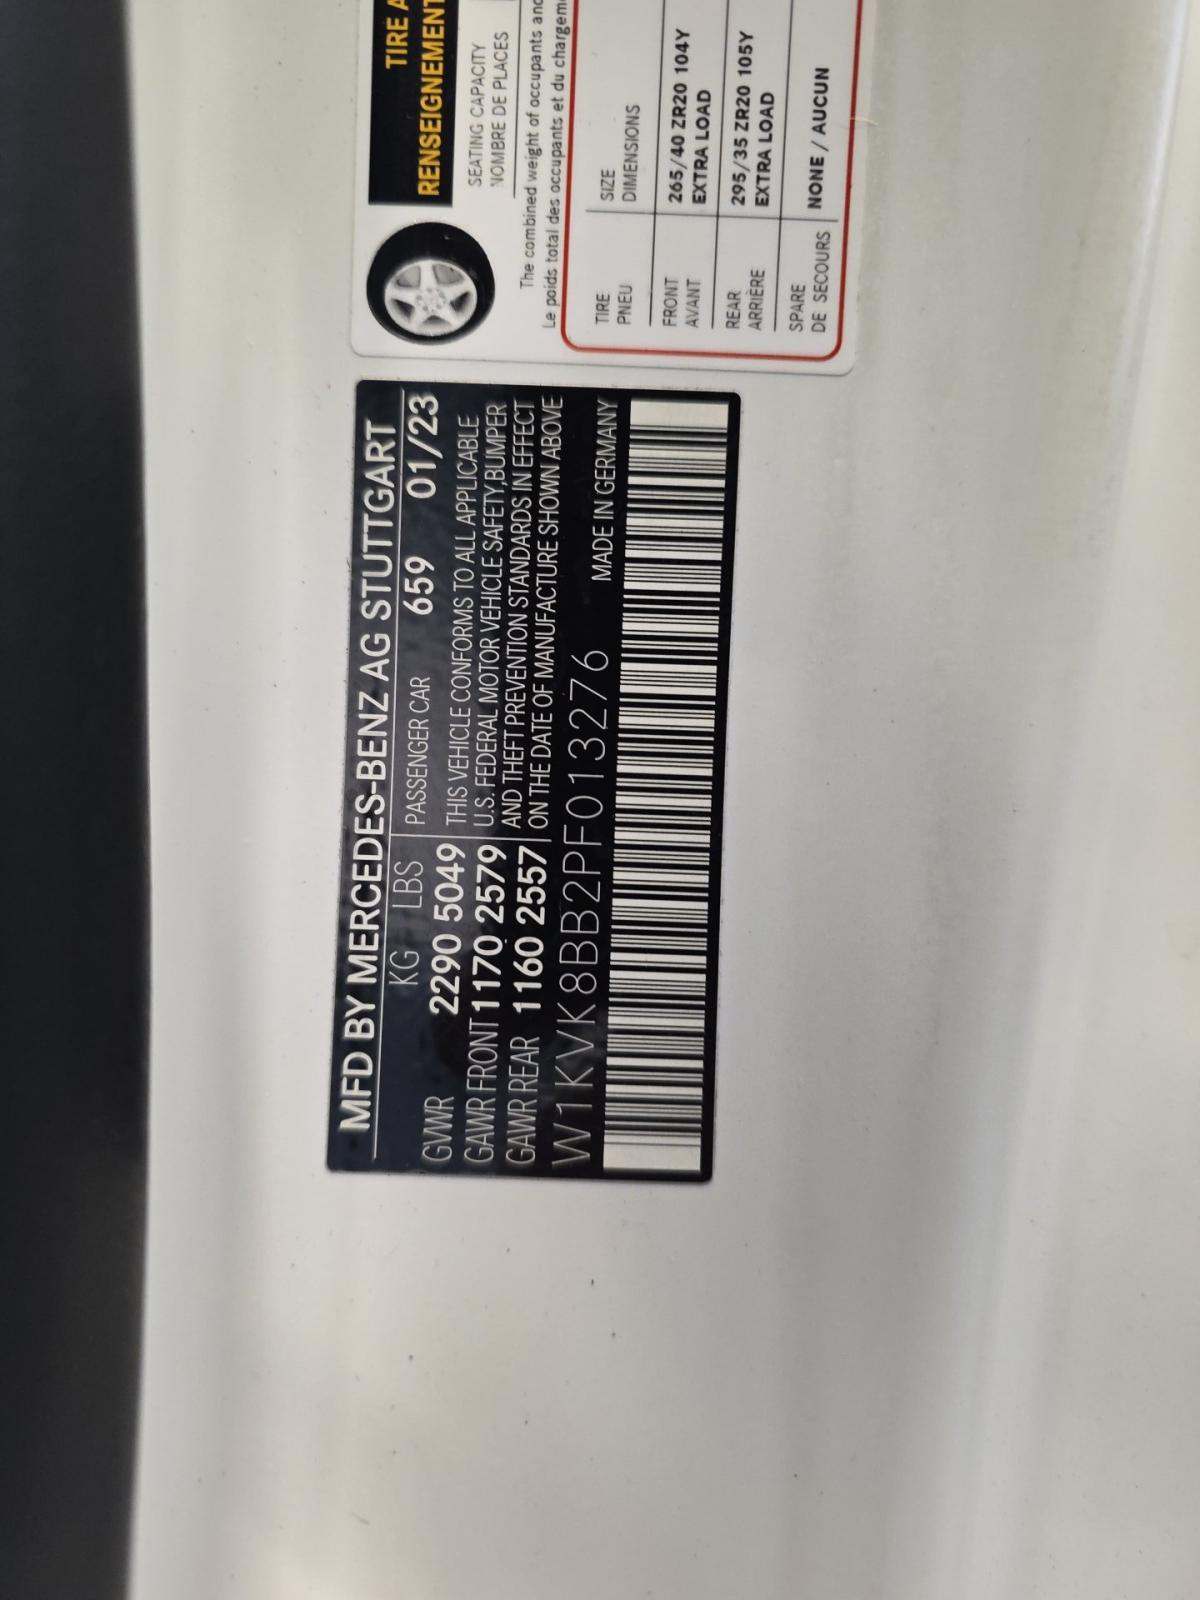 MFD BY MERCEDES-BENZ AG STUTTGART
KG LBS PASSENGER CAR 659 01/23
GVWR 2290 5049 THIS VEHICLE CONFORMS TO ALL APPLICABLE
GAWR FRONT 1170 2579 U.S. FEDERAL MOTOR VEHICLE SAFETY,BUMPER
GAWR REAR 1160 2557 AND THEFT PREVENTION STANDARDS IN EFFECT
ON THE DATE OF MANUFACTURE SHOWN ABOVE
W1KVK8BB2PF013276 MADE IN GERMANY
TIRE A
RENSEIGNEMENT
SEATING CAPACITY
NOMBRE DE PLACES
The combined weight of occupants and
Le poids total des occupants et du chargem
TIRE SIZE
PNEU DIMENSIONS
FRONT 265/40 ZR20 104Y
AVANT EXTRA LOAD
REAR 295/35 ZR20 105Y
ARRIÈRE EXTRA LOAD
SPARE NONE / AUCUN
DE SECOURS